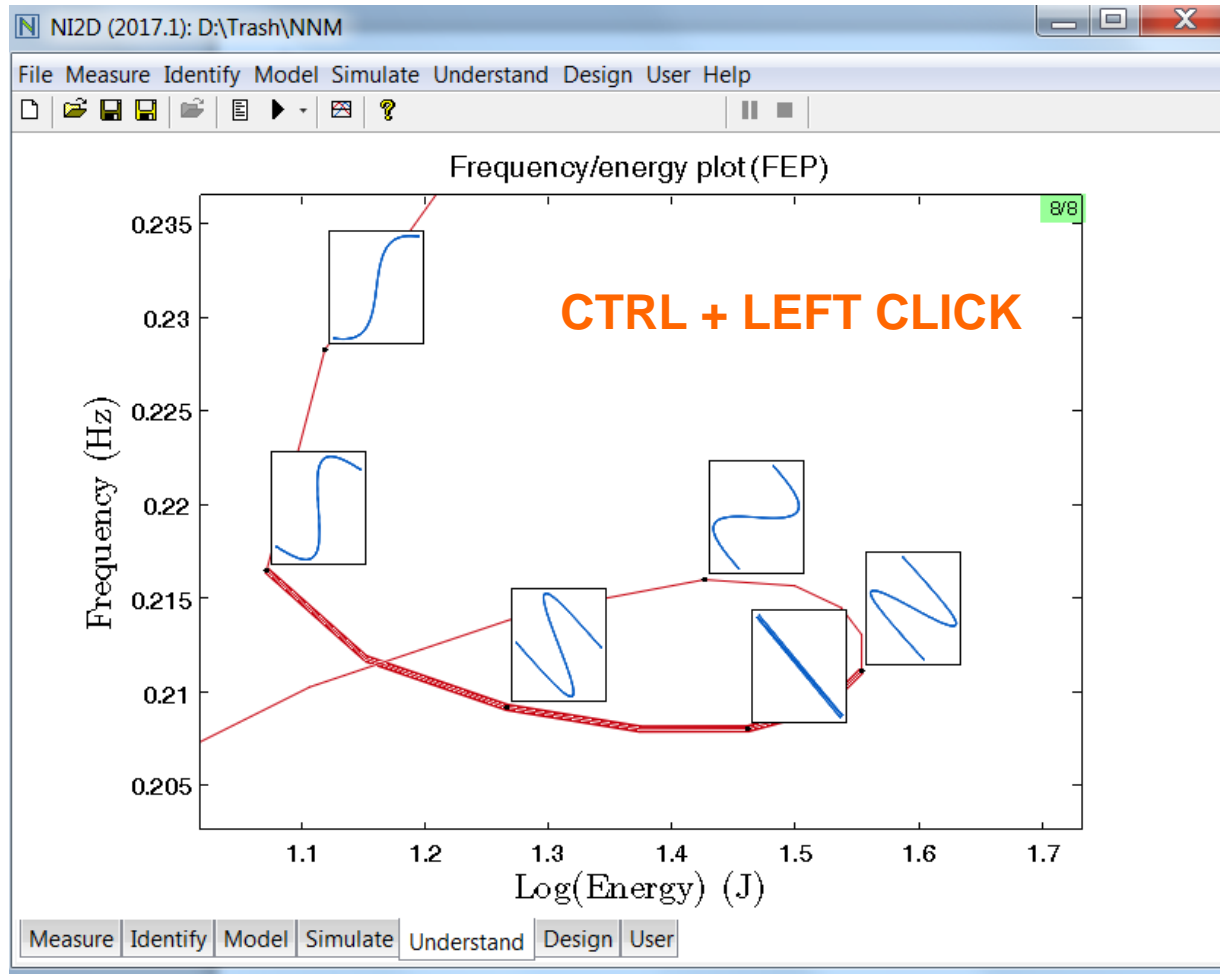 NI2D (2017.1): D:\Trash\NNM
File Measure Identify Model Simulate Understand Design User Help
Frequency/energy plot (FEP)
8/8
CTRL + LEFT CLICK
Frequency (Hz)
0.235
0.23
0.225
0.22
0.215
0.21
0.205
1.1 1.2 1.3 1.4 1.5 1.6 1.7
Log(Energy) (J)
Measure Identify Model Simulate Understand Design User